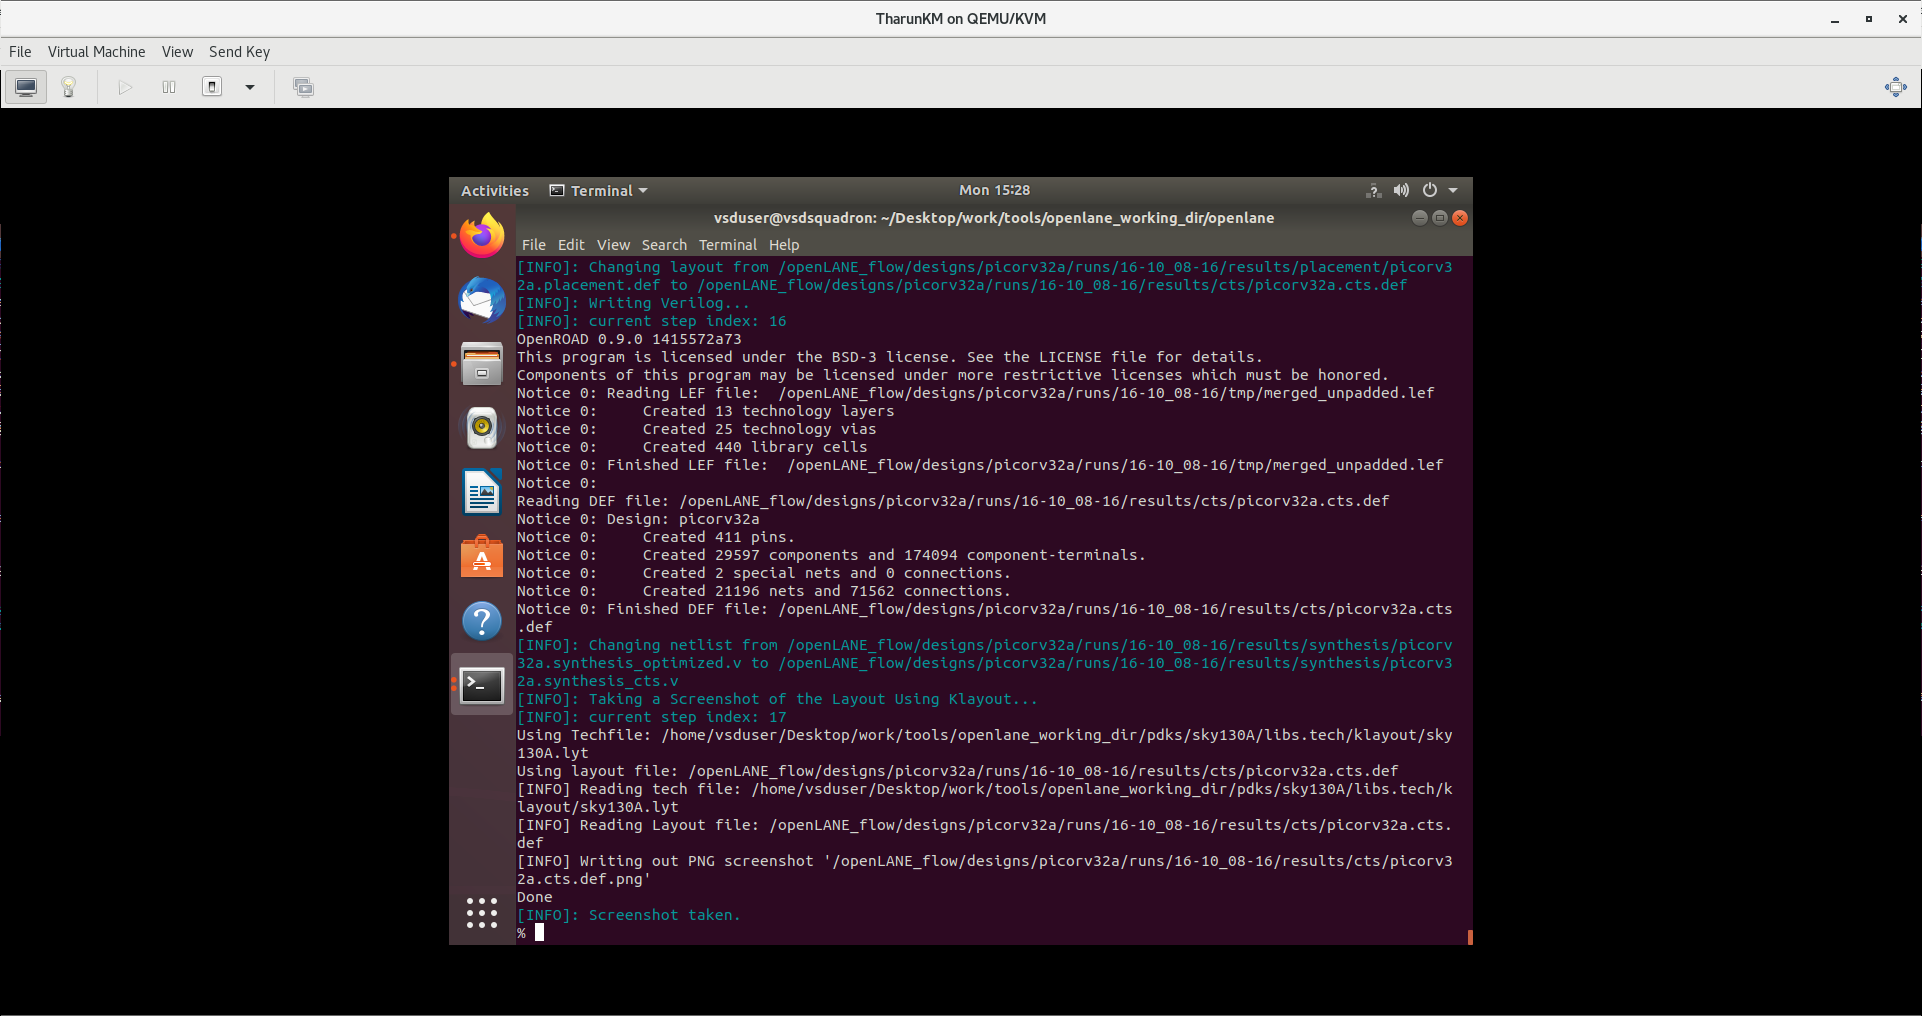 TharunKM on QEMU/KVM
File Virtual Machine View Send Key
Activities Terminal Mon 15:28
vsduser@vsdsquadron: ~/Desktop/work/tools/openlane_working_dir/openlane
File Edit View Search Terminal Help
[INFO]: Changing layout from /openLANE_flow/designs/picorv32a/runs/16-10_08-16/results/placement/picorv3
2a.placement.def to /openLANE_flow/designs/picorv32a/runs/16-10_08-16/results/cts/picorv32a.cts.def
[INFO]: Writing Verilog...
[INFO]: current step index: 16
OpenROAD 0.9.0 1415572a73
This program is licensed under the BSD-3 license. See the LICENSE file for details.
Components of this program may be licensed under more restrictive licenses which must be honored.
Notice 0: Reading LEF file:  /openLANE_flow/designs/picorv32a/runs/16-10_08-16/tmp/merged_unpadded.lef
Notice 0:     Created 13 technology layers
Notice 0:     Created 25 technology vias
Notice 0:     Created 440 library cells
Notice 0: Finished LEF file:  /openLANE_flow/designs/picorv32a/runs/16-10_08-16/tmp/merged_unpadded.lef
Notice 0:
Reading DEF file: /openLANE_flow/designs/picorv32a/runs/16-10_08-16/results/cts/picorv32a.cts.def
Notice 0: Design: picorv32a
Notice 0:     Created 411 pins.
Notice 0:     Created 29597 components and 174094 component-terminals.
Notice 0:     Created 2 special nets and 0 connections.
Notice 0:     Created 21196 nets and 71562 connections.
Notice 0: Finished DEF file: /openLANE_flow/designs/picorv32a/runs/16-10_08-16/results/cts/picorv32a.cts
.def
[INFO]: Changing netlist from /openLANE_flow/designs/picorv32a/runs/16-10_08-16/results/synthesis/picorv
32a.synthesis_optimized.v to /openLANE_flow/designs/picorv32a/runs/16-10_08-16/results/synthesis/picorv3
2a.synthesis_cts.v
[INFO]: Taking a Screenshot of the Layout Using Klayout...
[INFO]: current step index: 17
Using Techfile: /home/vsduser/Desktop/work/tools/openlane_working_dir/pdks/sky130A/libs.tech/klayout/sky
130A.lyt
Using layout file: /openLANE_flow/designs/picorv32a/runs/16-10_08-16/results/cts/picorv32a.cts.def
[INFO] Reading tech file: /home/vsduser/Desktop/work/tools/openlane_working_dir/pdks/sky130A/libs.tech/k
layout/sky130A.lyt
[INFO] Reading Layout file: /openLANE_flow/designs/picorv32a/runs/16-10_08-16/results/cts/picorv32a.cts.
def
[INFO] Writing out PNG screenshot '/openLANE_flow/designs/picorv32a/runs/16-10_08-16/results/cts/picorv3
2a.cts.def.png'
Done
[INFO]: Screenshot taken.
%